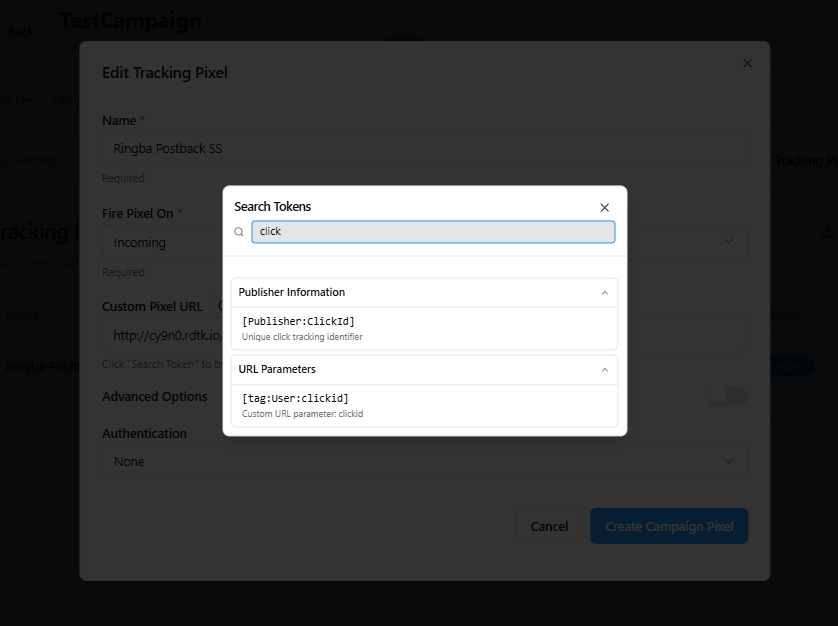 TestCampaign
Back
Edit Tracking Pixel
Live
Name *
Ringba Postback SS
Settings
Tracking Pi
Required
Fire Pixel On *
Tracking P
Incoming
Required
Name
Custom Pixel URL
http://cy9n0.rdtk.io,
Click "Search Token" to br
Ringba Postb
Active
Advanced Options
Authentication
None
Cancel
Create Campaign Pixel
Search Tokens
click
Publisher Information
[Publisher:ClickId]
Unique click tracking identifier
URL Parameters
[tag:User:clickid]
Custom URL parameter: clickid